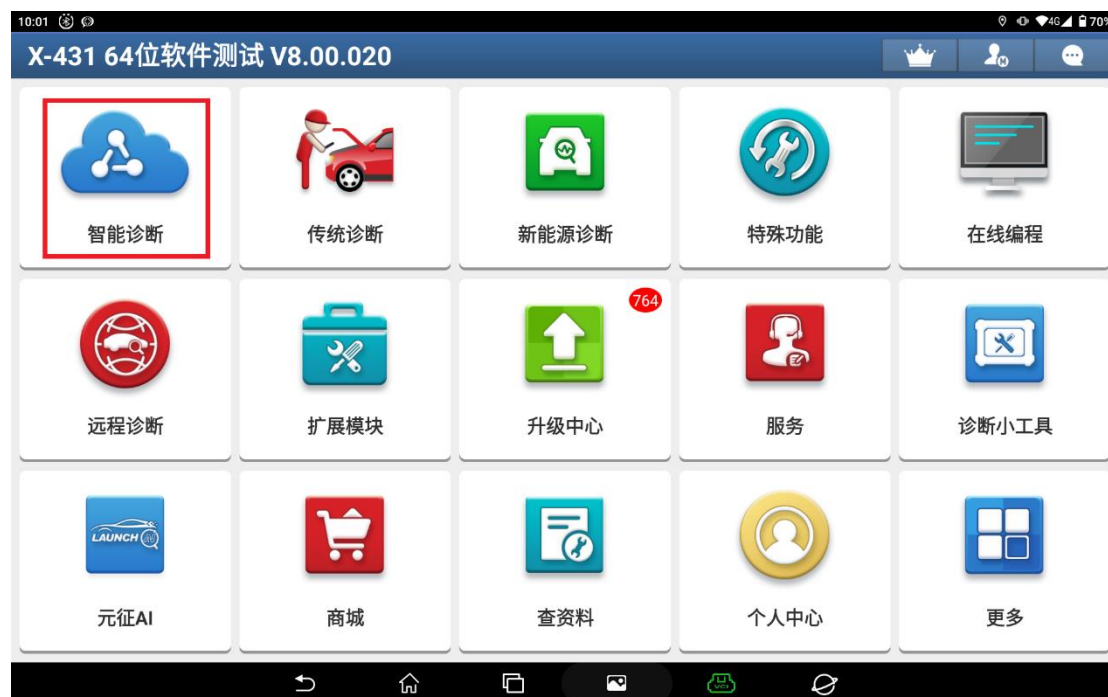 10:01
4G 70%
X-431 64位软件测试 V8.00.020
智能诊断
传统诊断
新能源诊断
特殊功能
在线编程
764
远程诊断
扩展模块
升级中心
服务
诊断小工具
LAUNCH
元征AI
商城
查资料
个人中心
更多
VCI